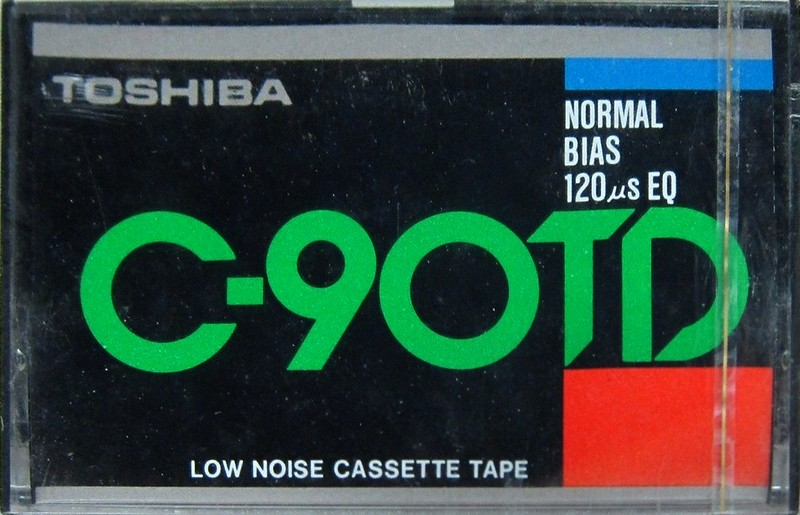 TOSHIBA
NORMAL
BIAS
120μs EQ
C-90TD
LOW NOISE CASSETTE TAPE